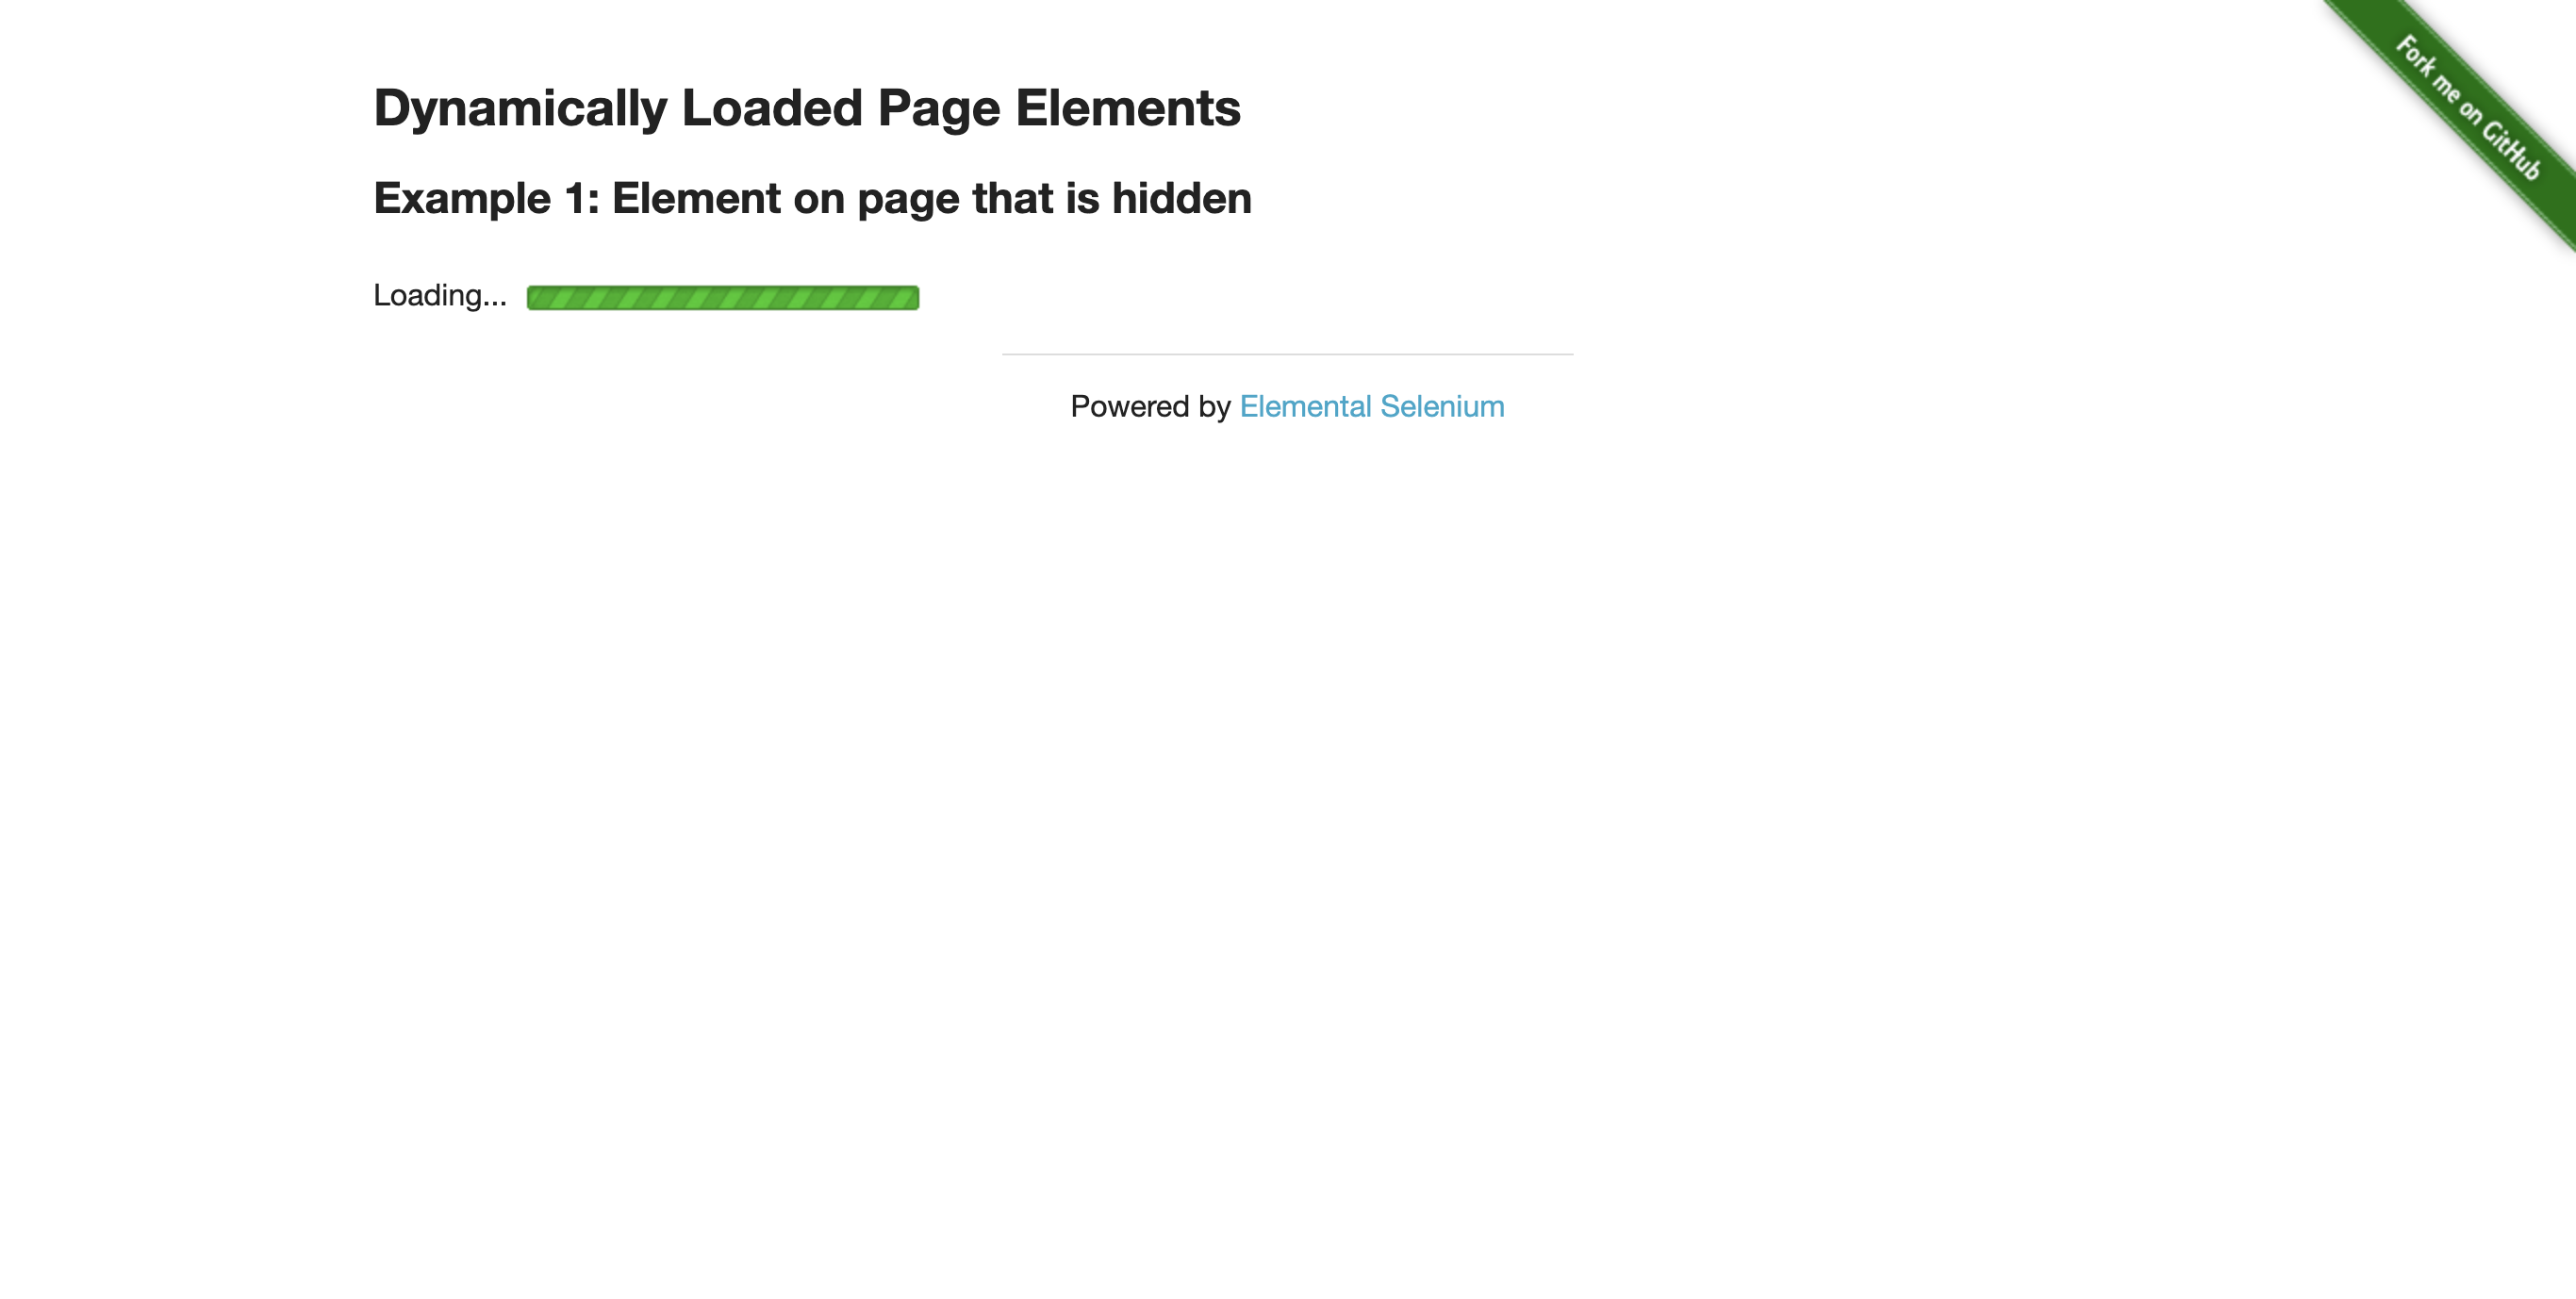 Dynamically Loaded Page Elements
Fork me on GitHub
Example 1: Element on page that is hidden
Loading...
Powered by Elemental Selenium